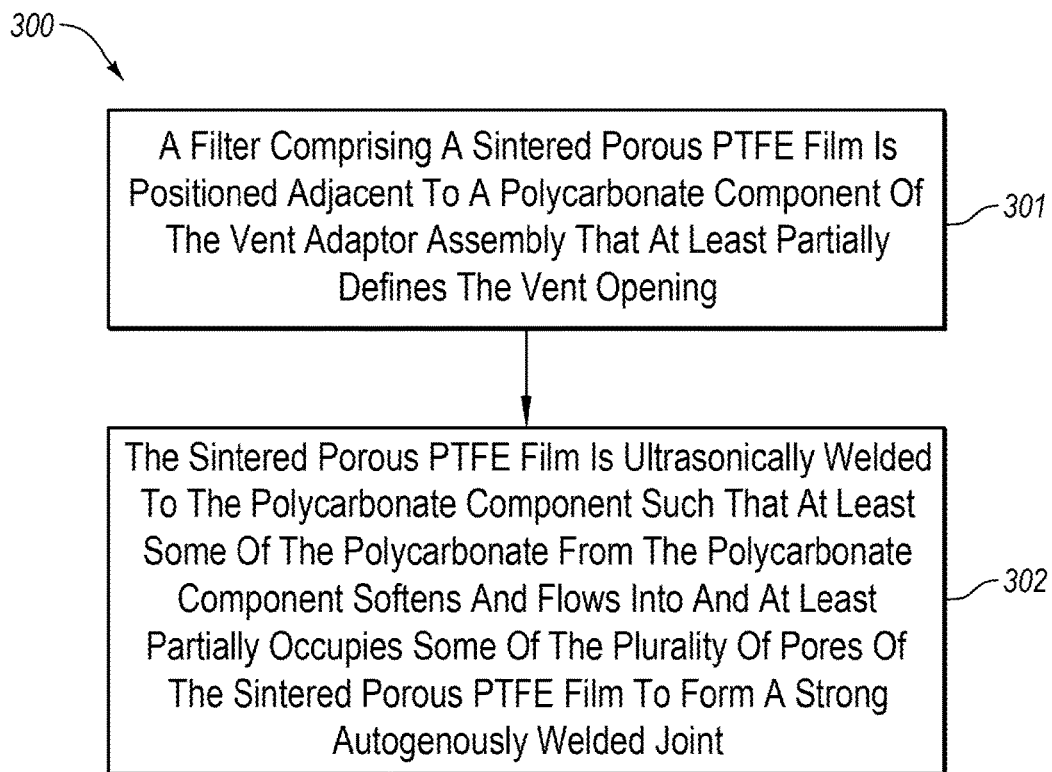 300
A Filter Comprising A Sintered Porous PTFE Film Is
Positioned Adjacent To A Polycarbonate Component Of
The Vent Adaptor Assembly That At Least Partially
Defines The Vent Opening
301
The Sintered Porous PTFE Film Is Ultrasonically Welded
To The Polycarbonate Component Such That At Least
Some Of The Polycarbonate From The Polycarbonate
Component Softens And Flows Into And At Least
Partially Occupies Some Of The Plurality Of Pores Of
The Sintered Porous PTFE Film To Form A Strong
Autogenously Welded Joint
302